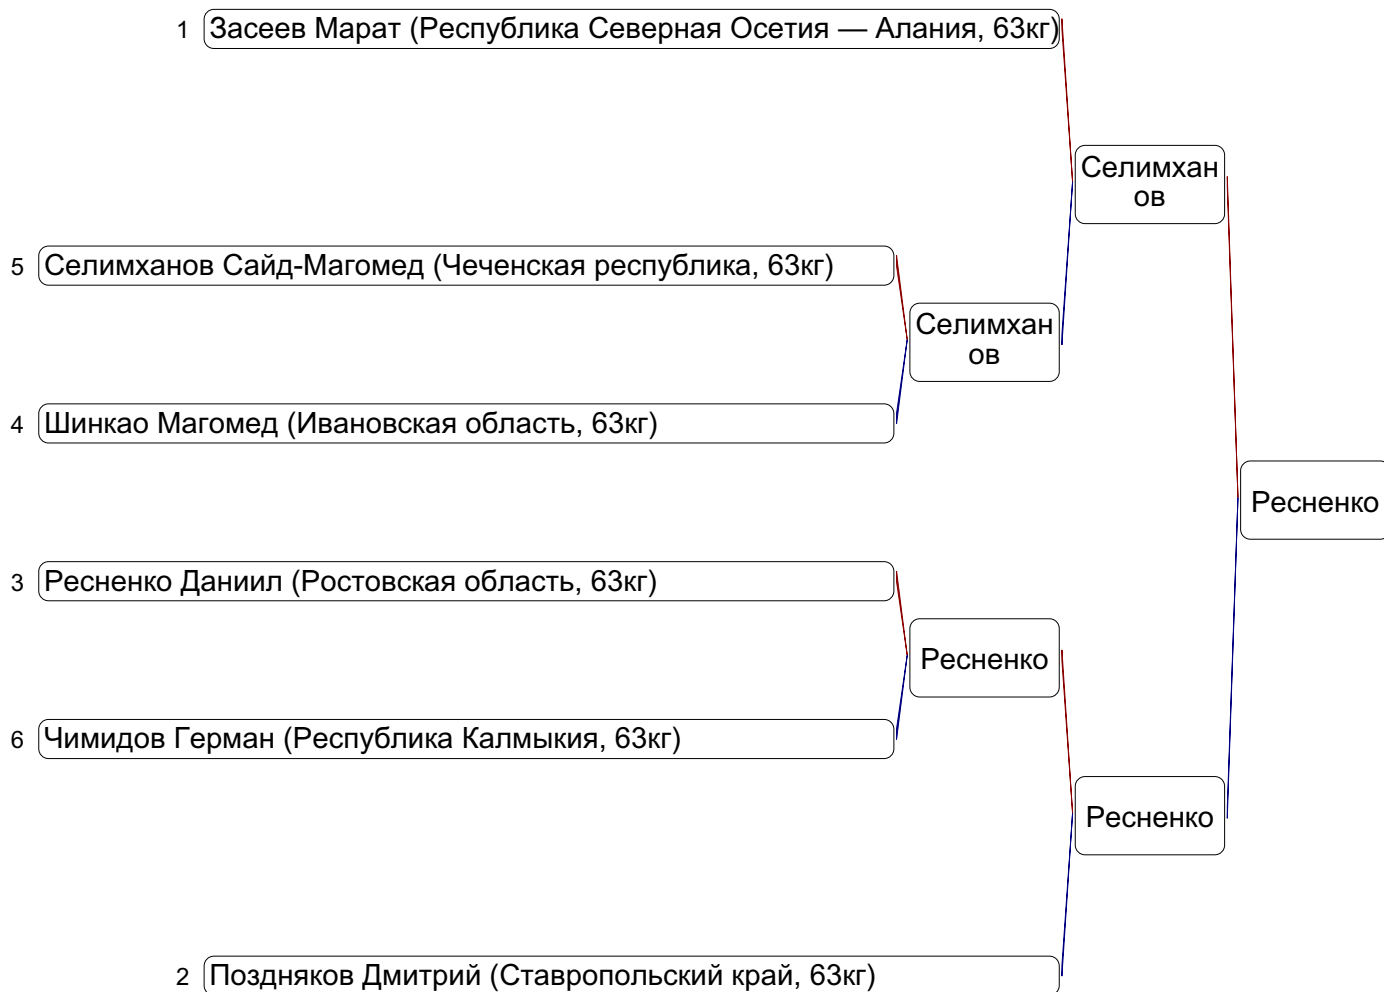 1 Засеев Марат (Республика Северная Осетия — Алания, 63кг)
Селимхан
ов
5 Селимханов Сайд-Магомед (Чеченская республика, 63кг)
Селимхан
ов
4 Шинкао Магомед (Ивановская область, 63кг)
Ресненко
3 Ресненко Даниил (Ростовская область, 63кг)
Ресненко
6 Чимидов Герман (Республика Калмыкия, 63кг)
Ресненко
2 Поздняков Дмитрий (Ставропольский край, 63кг)